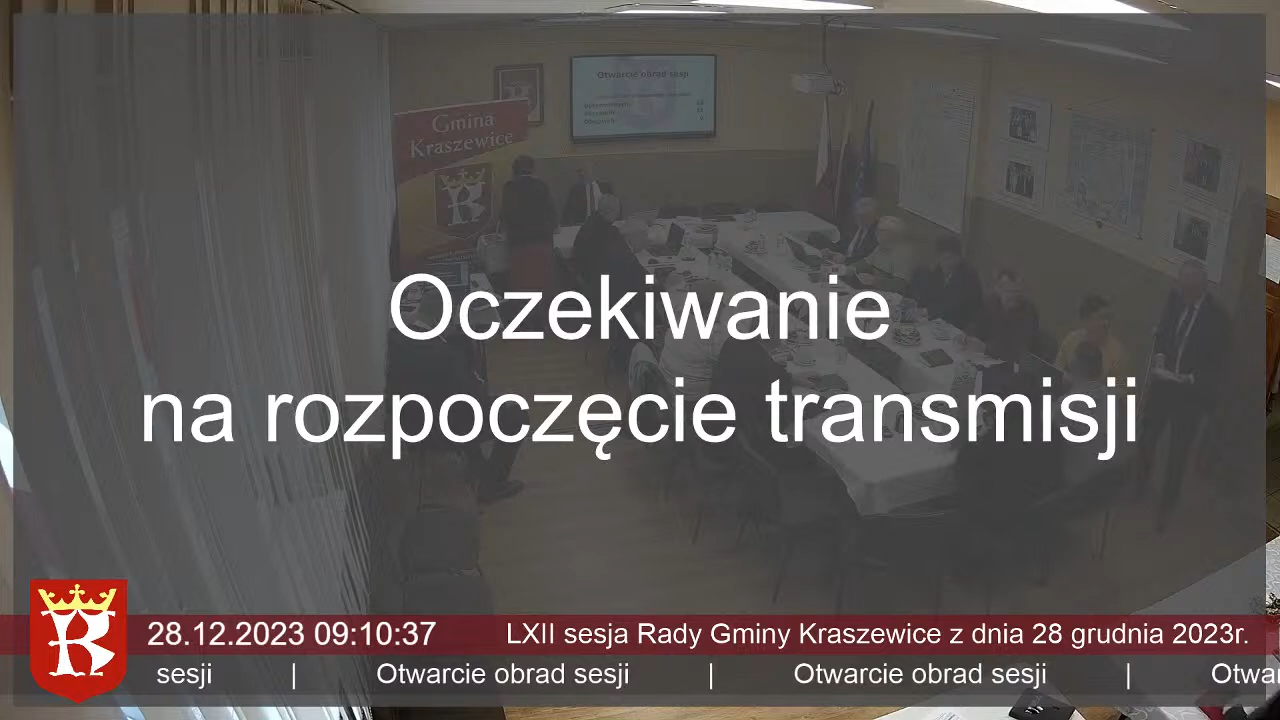 Otwarcie obrad sesji
Gmina
Kraszewice
Oczekiwanie
na rozpoczęcie transmisji
28.12.2023 09:10:37
LXII sesja Rady Gminy Kraszewice z dnia 28 grudnia 2023r.
sesji | Otwarcie obrad sesji | Otwarcie obrad sesji | Otwar